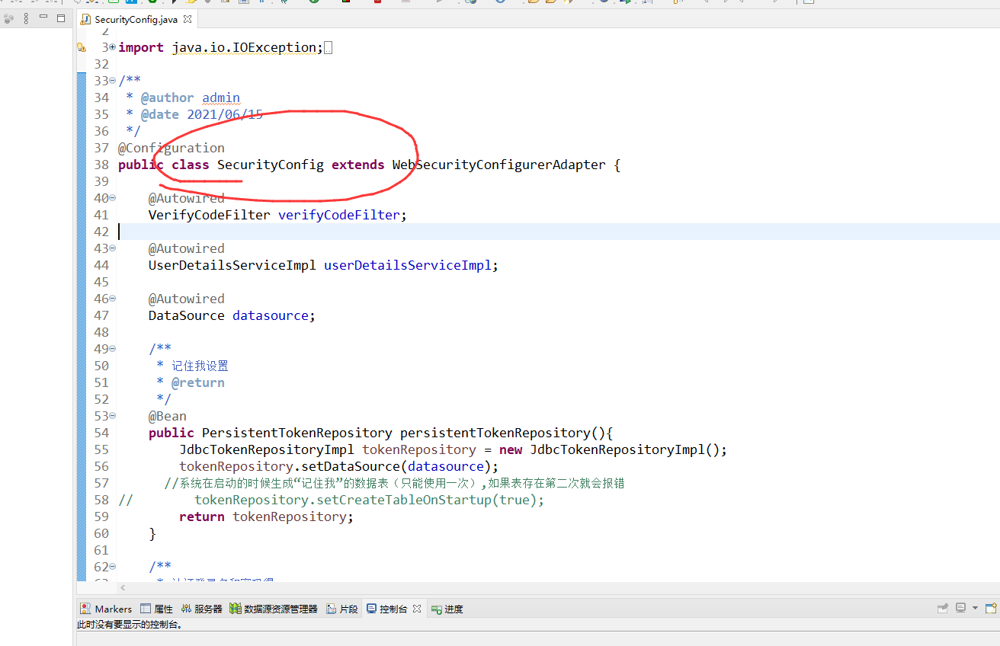 SecurityConfig.java
2
3 import java.io.IOException;
32
33 /**
34 * @author admin
35 * @date 2021/06/15
36 */
37 @Configuration
38 public class SecurityConfig extends WebSecurityConfigurerAdapter {
39
40 @Autowired
41 VerifyCodeFilter verifyCodeFilter;
42
43 @Autowired
44 UserDetailsServiceImpl userDetailsServiceImpl;
45
46 @Autowired
47 DataSource datasource;
48
49 /**
50 * 记住我设置
51 * @return
52 */
53 @Bean
54 public PersistentTokenRepository persistentTokenRepository(){
55 JdbcTokenRepositoryImpl tokenRepository = new JdbcTokenRepositoryImpl();
56 tokenRepository.setDataSource(datasource);
57 //系统在启动的时候生成“记住我”的数据表（只能使用一次）,如果表存在第二次就会报错
58 // tokenRepository.setCreateTableOnStartup(true);
59 return tokenRepository;
60 }
61
62 /**
Markers 属性 服务器 数据源资源管理器 片段 控制台 进度
此时没有要显示的控制台。